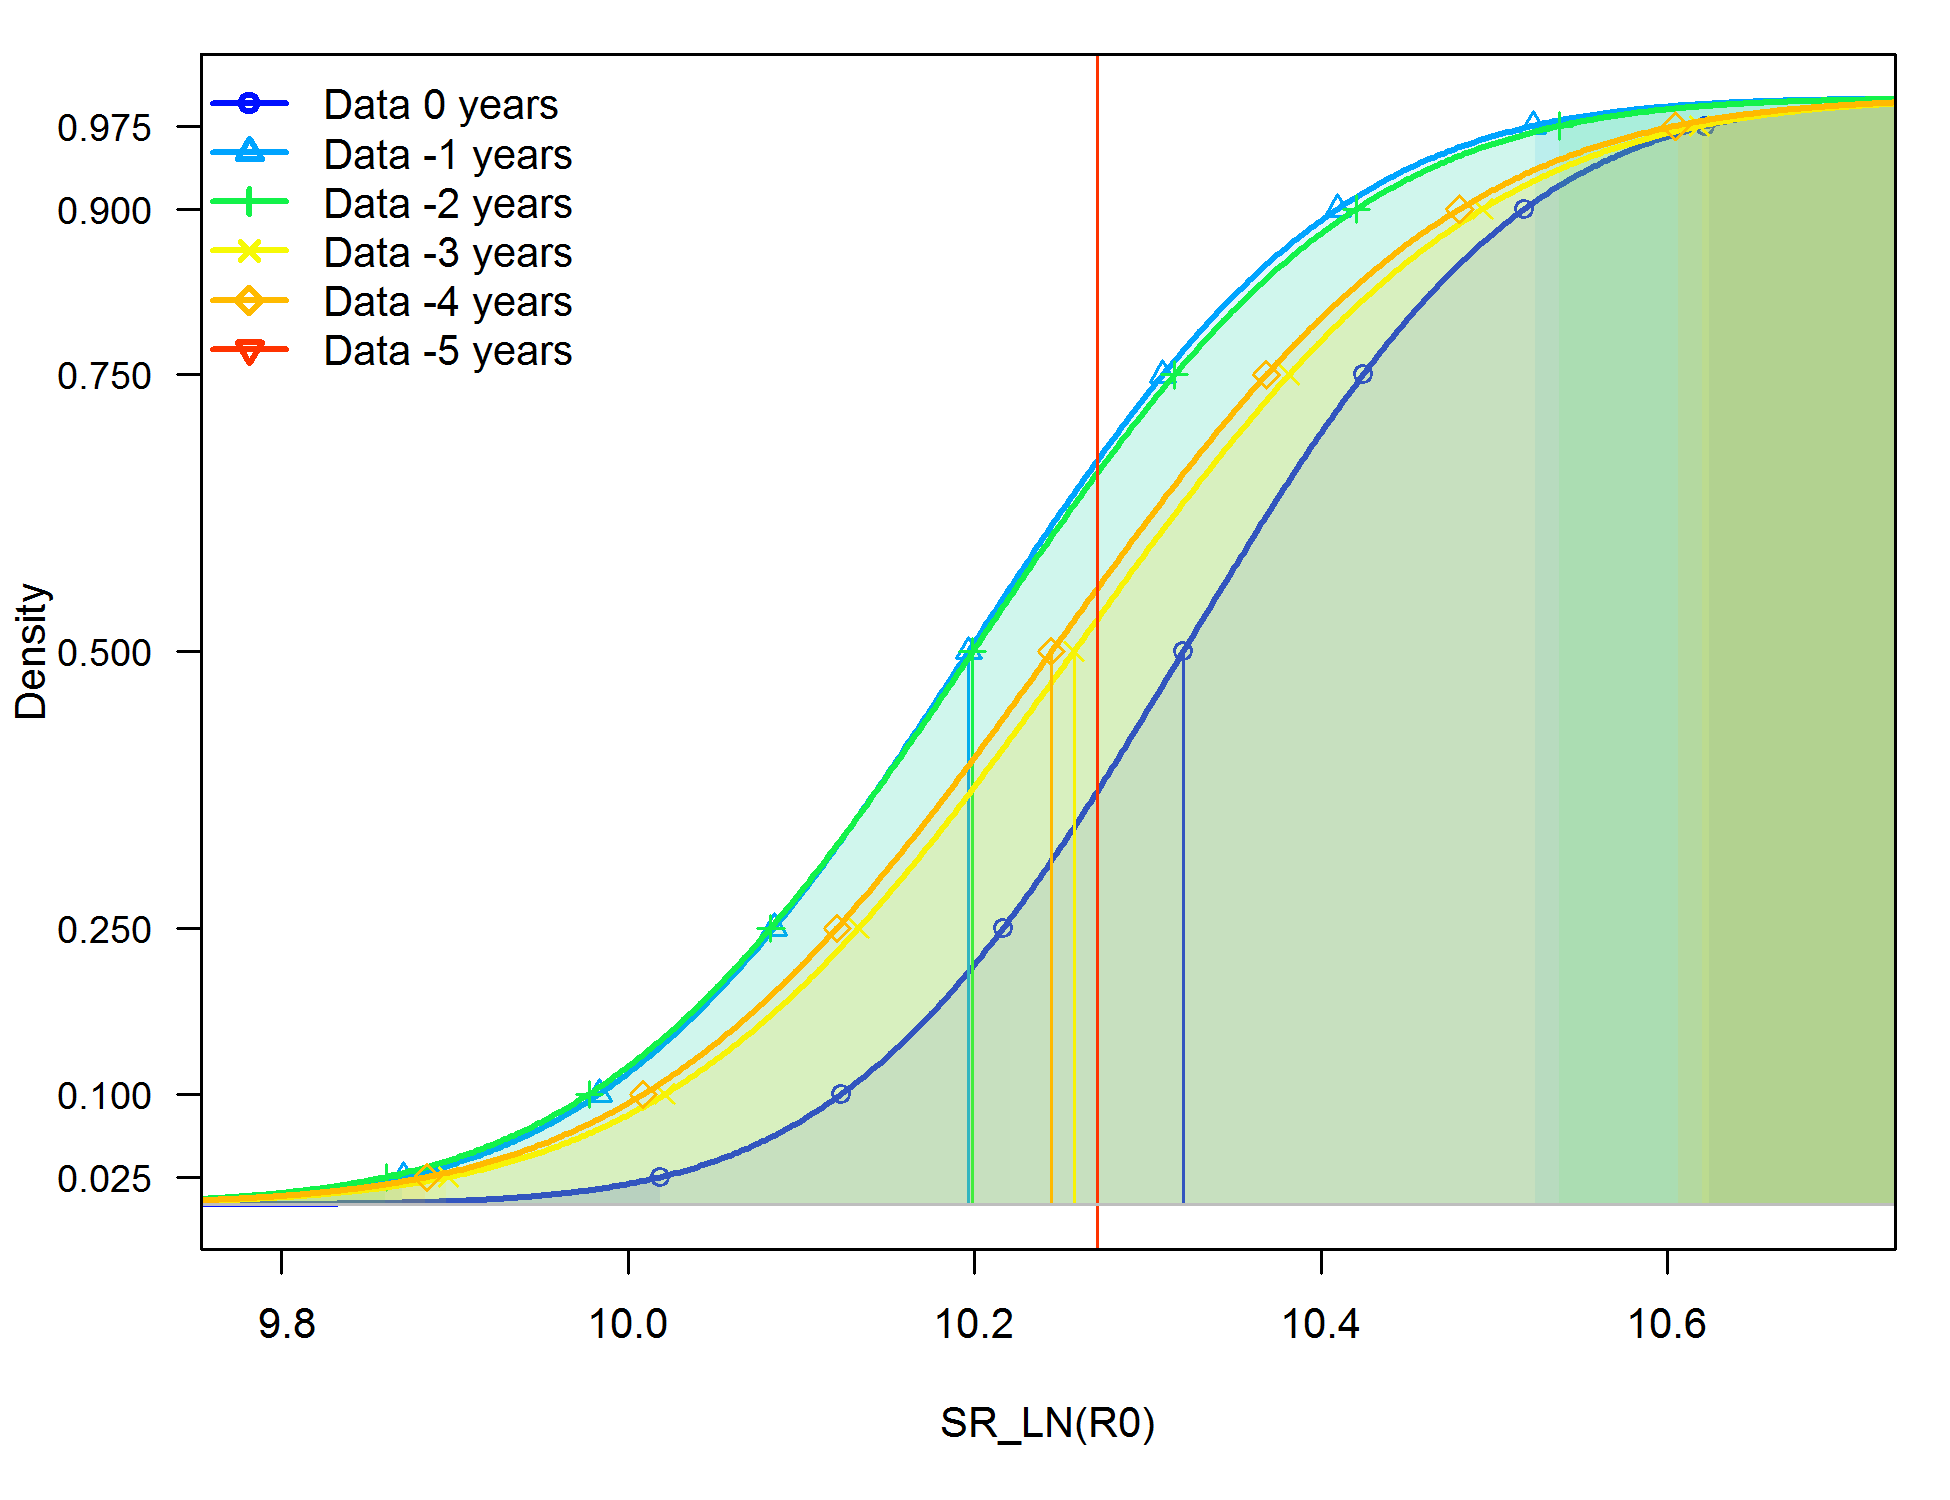 Data 0 years
Data -1 years
Data -2 years
Data -3 years
Data -4 years
Data -5 years
Density
0.975
0.900
0.750
0.500
0.250
0.100
0.025
9.8 10.0 10.2 10.4 10.6
SR_LN(R0)